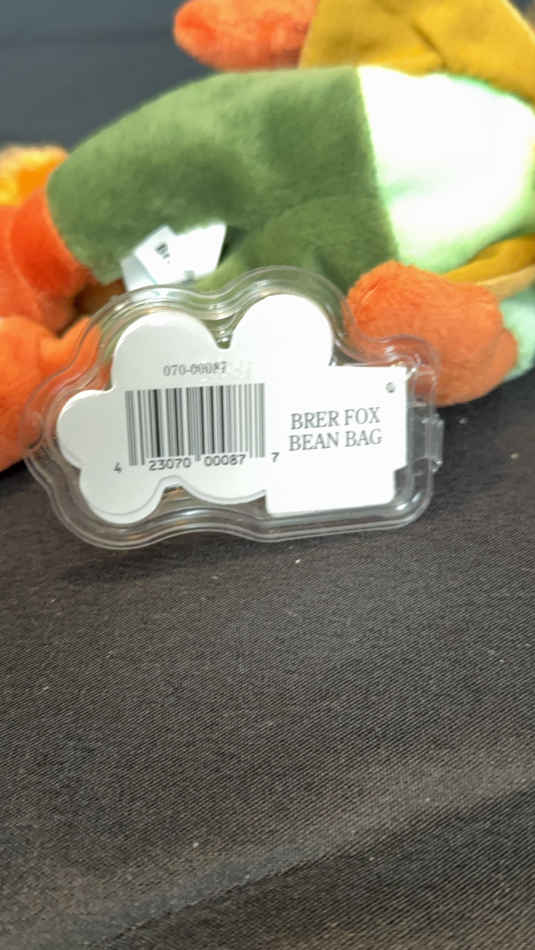 070-00087
4 23070 00087 7
BRER FOX
BEAN BAG